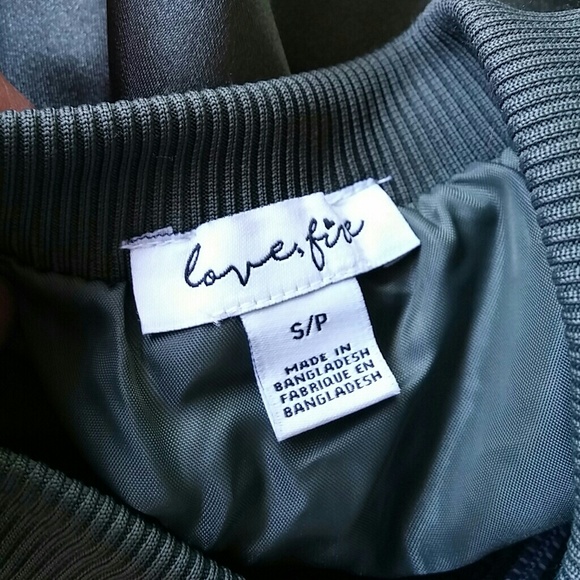 love, fire
S/P
MADE IN
BANGLADESH
FABRIQUE EN
BANGLADESH